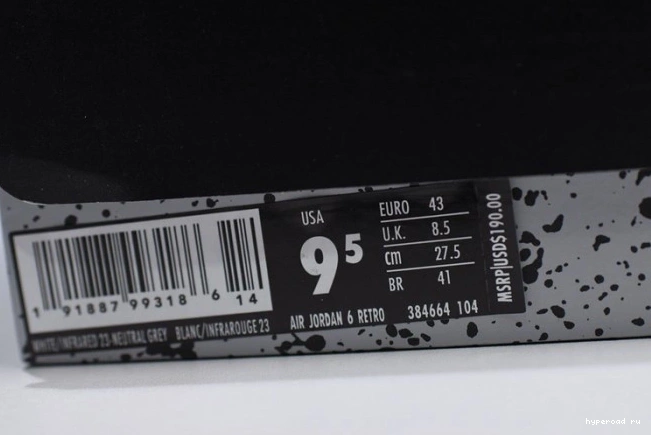 USA
9 5
EURO 43
U.K. 8.5
cm 27.5
BR 41
MSRP|USD$190.00
1 91887 99318 6 14
AIR JORDAN 6 RETRO 384664 104
WHITE/INFRARED 23-NEUTRAL GREY BLANC/INFRAROUGE 23
hyperoad ru